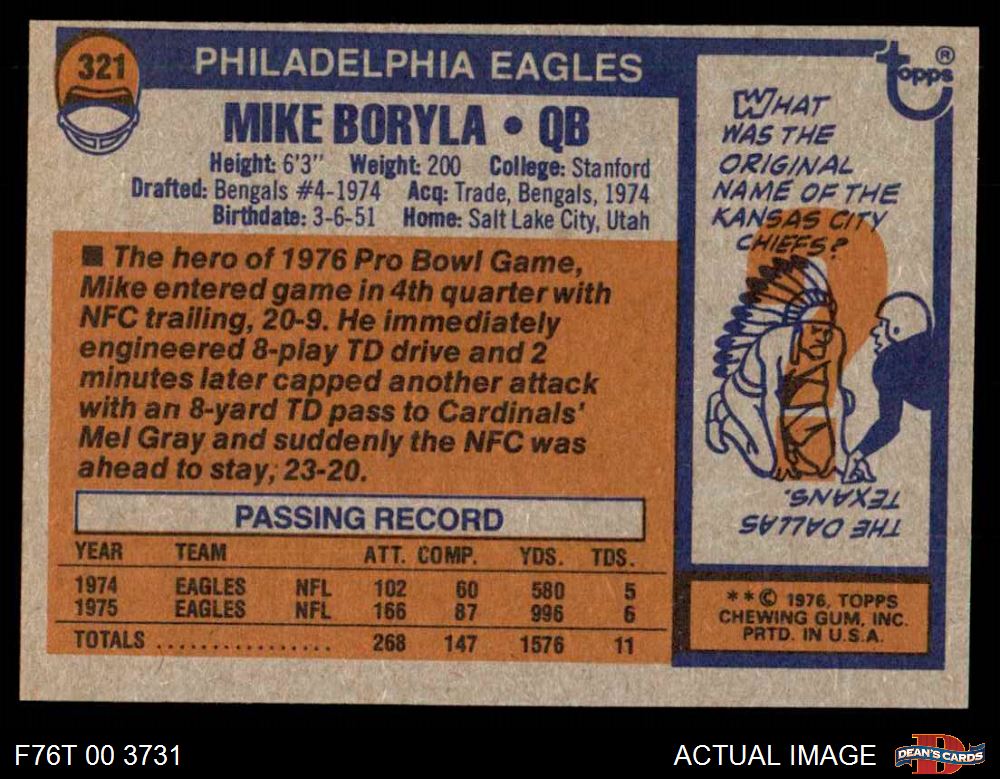 321
PHILADELPHIA EAGLES
MIKE BORYLA • QB
Height: 6'3" Weight: 200 College: Stanford
Drafted: Bengals #4-1974 Acq: Trade, Bengals, 1974
Birthdate: 3-6-51 Home: Salt Lake City, Utah
■ The hero of 1976 Pro Bowl Game,
Mike entered game in 4th quarter with
NFC trailing, 20-9. He immediately
engineered 8-play TD drive and 2
minutes later capped another attack
with an 8-yard TD pass to Cardinals'
Mel Gray and suddenly the NFC was
ahead to stay, 23-20.
PASSING RECORD
YEAR TEAM ATT. COMP. YDS. TDS.
1974 EAGLES NFL 102 60 580 5
1975 EAGLES NFL 166 87 996 6
TOTALS ................ 268 147 1576 11
topps ®
WHAT
WAS THE
ORIGINAL
NAME OF THE
KANSAS CITY
CHIEFS?
THE DALLAS
TEXANS.
**© 1976, TOPPS
CHEWING GUM, INC.
PRTD. IN U.S.A.
F76T 00 3731
ACTUAL IMAGE
D
DEAN'S CARDS